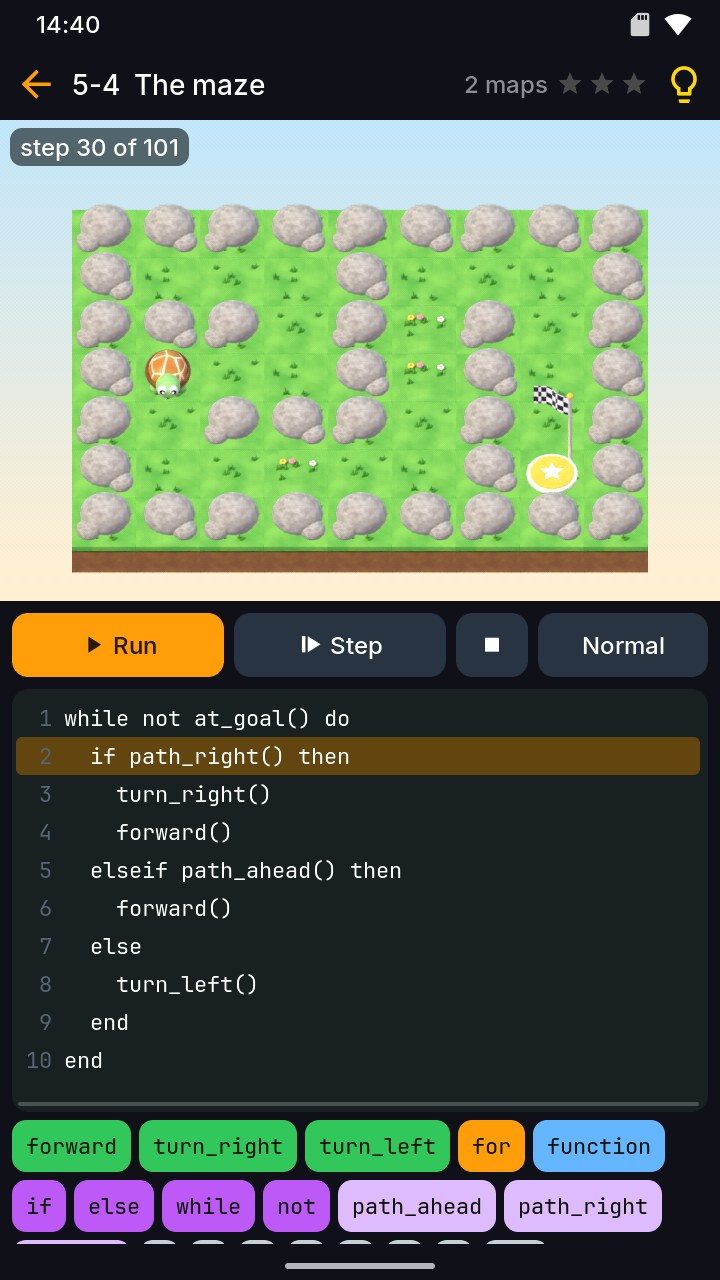 14:40
5-4 The maze
2 maps
step 30 of 101
Run
Step
Normal
1 while not at_goal() do
2 if path_right() then
3 turn_right()
4 forward()
5 elseif path_ahead() then
6 forward()
7 else
8 turn_left()
9 end
10 end
forward turn_right turn_left for function
if else while not path_ahead path_right